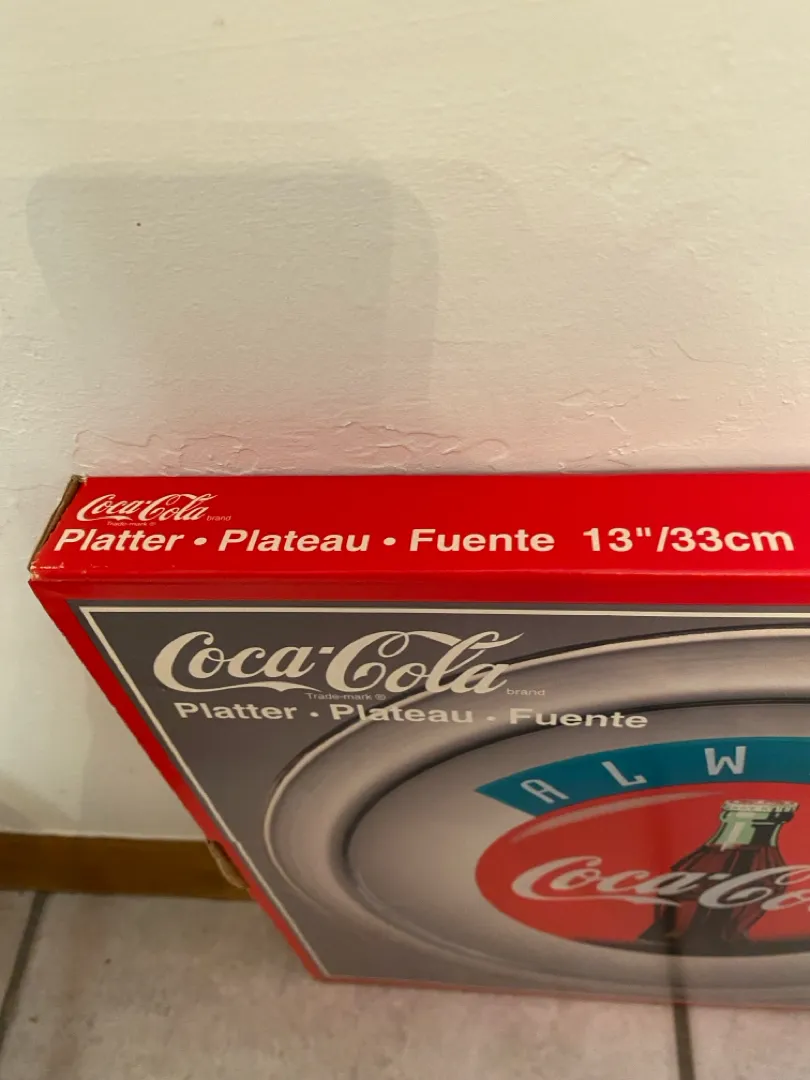 Coca-Cola
Trade-mark ® brand
Platter • Plateau • Fuente 13"/33cm
Coca-Cola
Trade-mark ® brand
Platter • Plateau • Fuente
A L W
Coca-Co